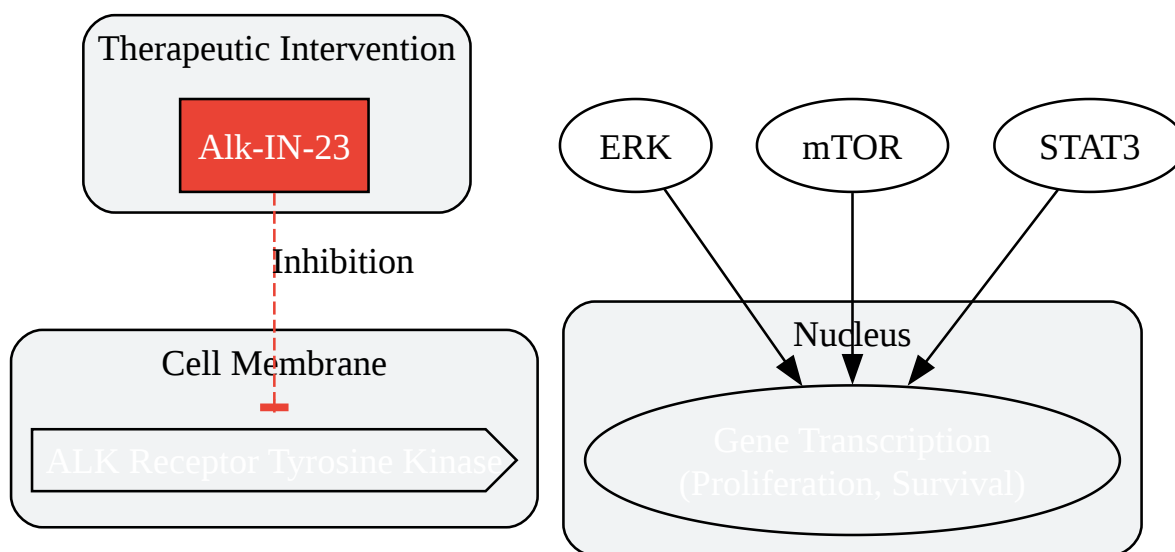 Therapeutic Intervention
Alk-IN-23
Inhibition
Cell Membrane
ALK Receptor Tyrosine Kinase
ERK
mTOR
STAT3
Nucleus
Gene Transcription
(Proliferation, Survival)